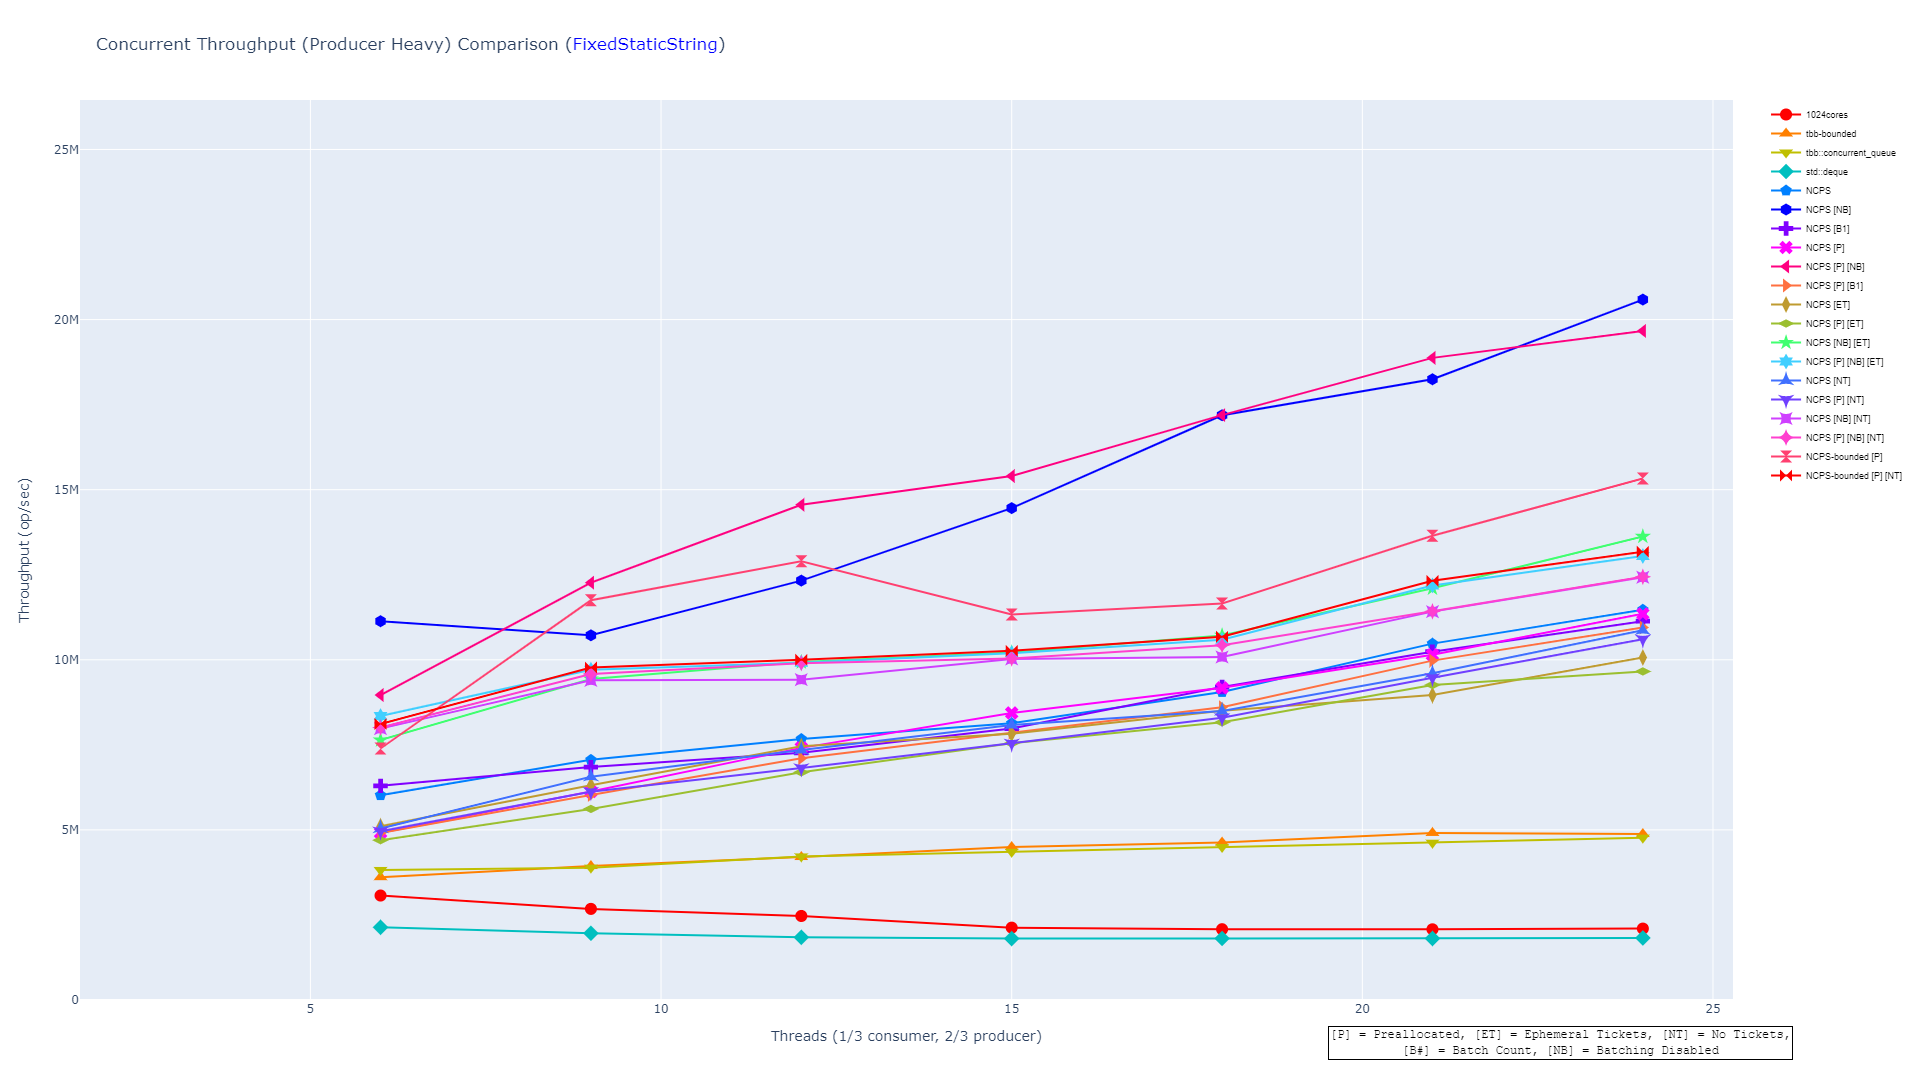 Concurrent Throughput (Producer Heavy) Comparison (FixedStaticString)
25M
20M
15M
10M
5M
0
Throughput (op/sec)
5
10
15
20
25
Threads (1/3 consumer, 2/3 producer)
1024cores
tbb-bounded
tbb::concurrent_queue
std::deque
NCPS
NCPS [NB]
NCPS [B1]
NCPS [P]
NCPS [P] [NB]
NCPS [P] [B1]
NCPS [ET]
NCPS [P] [ET]
NCPS [NB] [ET]
NCPS [P] [NB] [ET]
NCPS [NT]
NCPS [P] [NT]
NCPS [NB] [NT]
NCPS [P] [NB] [NT]
NCPS-bounded [P]
NCPS-bounded [P] [NT]
[P] = Preallocated, [ET] = Ephemeral Tickets, [NT] = No Tickets,
[B#] = Batch Count, [NB] = Batching Disabled